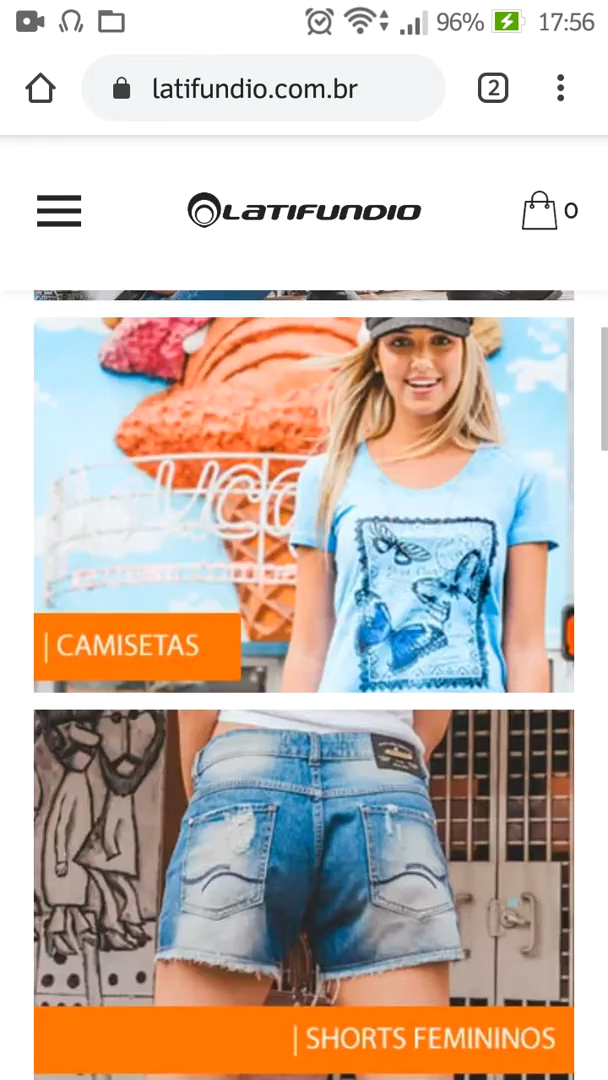 96% 17:56
latifundio.com.br
2
LATIFUNDIO
0
| CAMISETAS
| SHORTS FEMININOS